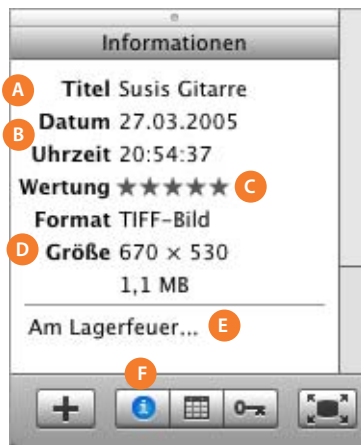 Informationen
A Titel Susis Gitarre
B Datum 27.03.2005
Uhrzeit 20:54:37
Wertung ★★★★★ C
Format TIFF-Bild
D Größe 670 × 530
1,1 MB
Am Lagerfeuer... E
F